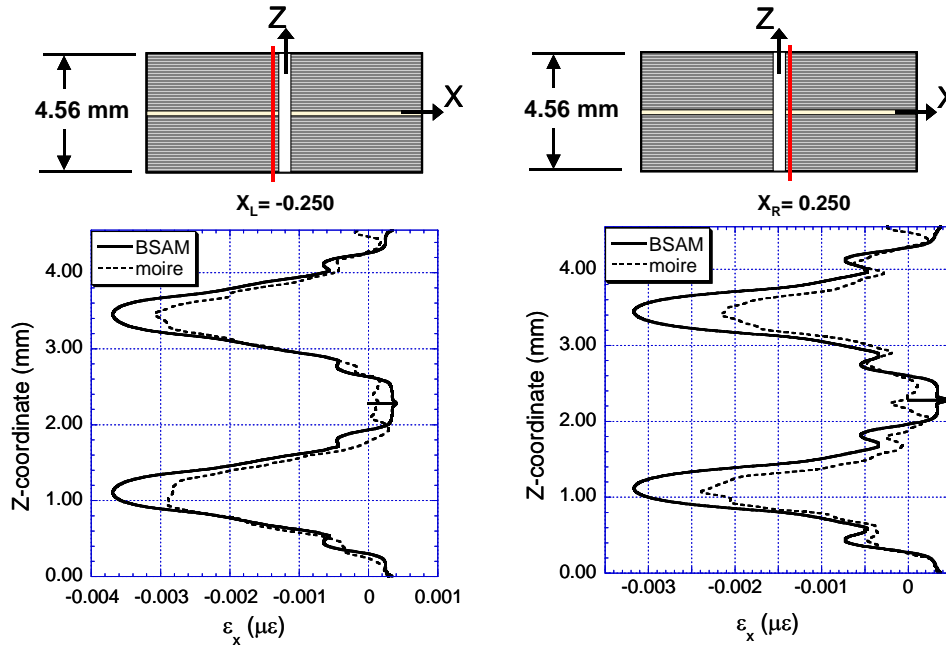 Z
X
4.56 mm
X_L= -0.250
BSAM
moire
4.00
3.00
2.00
1.00
0.00
Z-coordinate (mm)
-0.004 -0.003 -0.002 -0.001 0 0.001
ε_x (με)
Z
X
4.56 mm
X_R= 0.250
BSAM
moire
4.00
3.00
2.00
1.00
0.00
Z-coordinate (mm)
-0.003 -0.002 -0.001 0
ε_x (με)